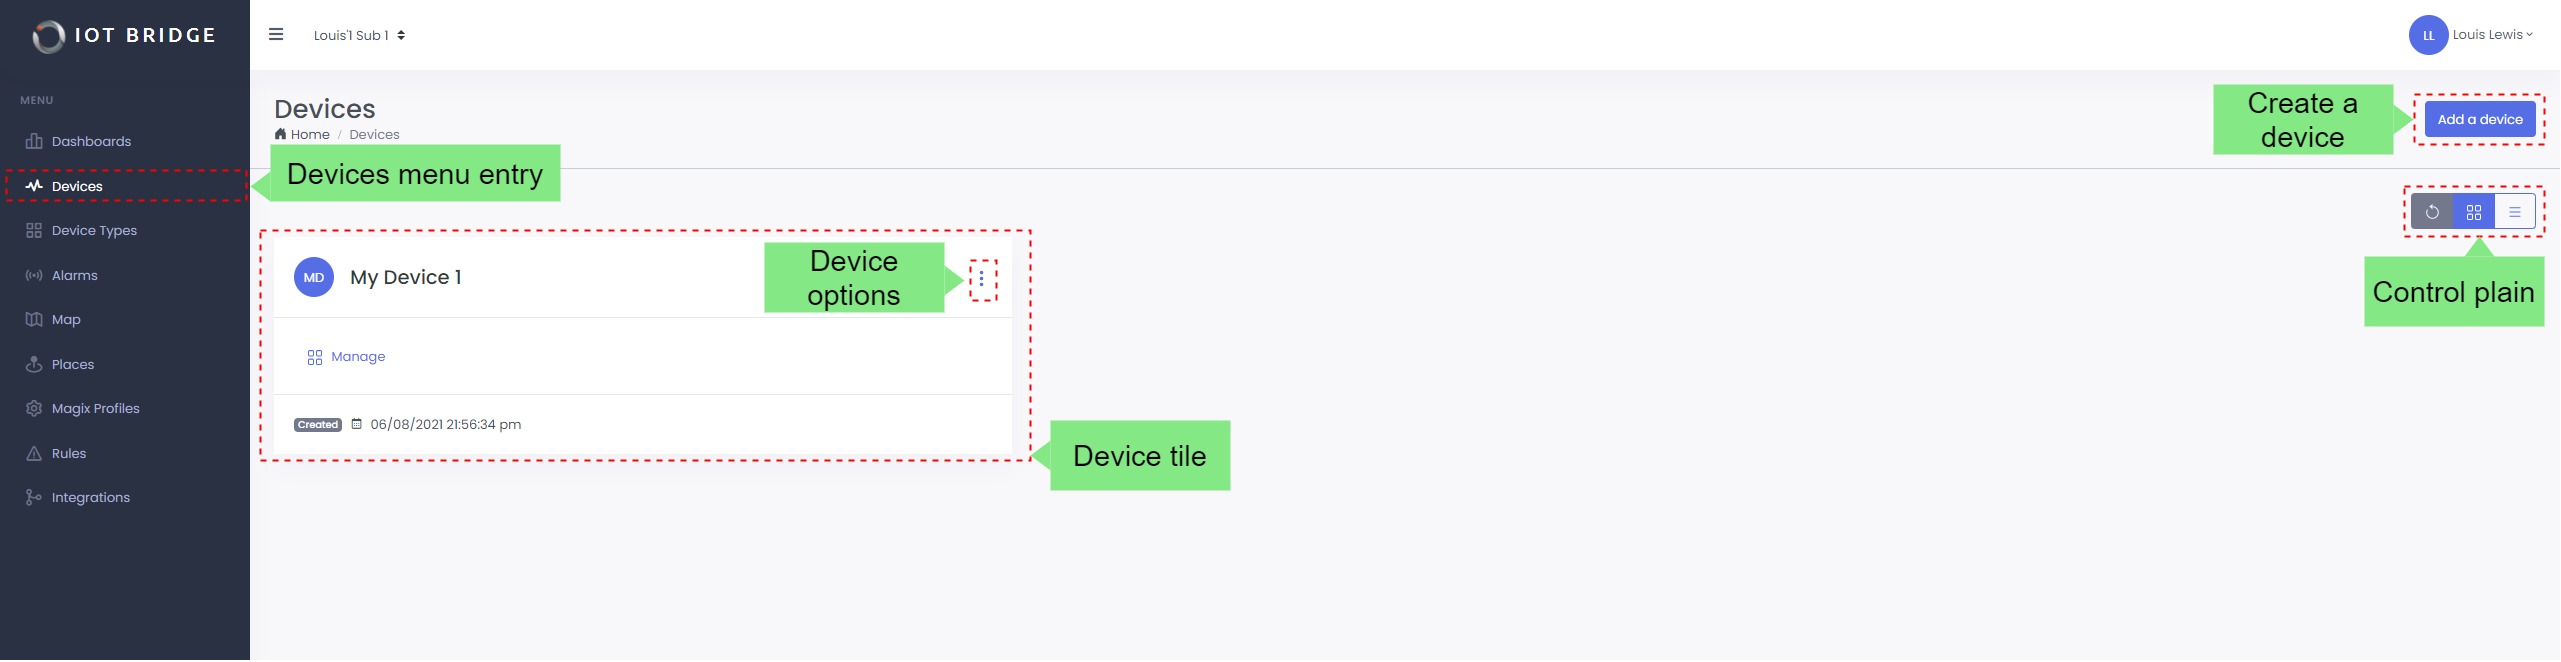 IOT BRIDGE
Louis'1 Sub 1
LL
Louis Lewis
MENU
Dashboards
Devices
Device Types
Alarms
Map
Places
Magix Profiles
Rules
Integrations
Devices
Home / Devices
Devices menu entry
Create a
device
Add a device
Control plain
MD
My Device 1
Device
options
Manage
Created
06/08/2021 21:56:34 pm
Device tile